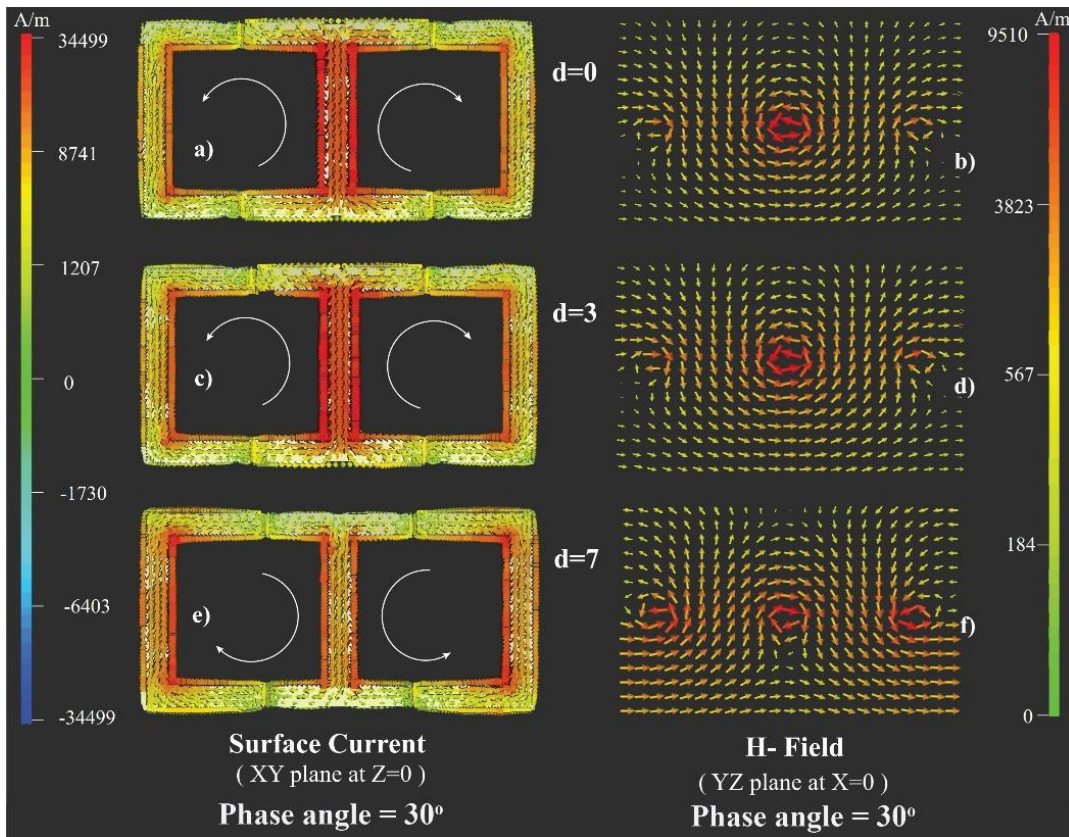 A/m
34499
8741
1207
0
-1730
-6403
-34499
a)
d=0
b)
c)
d=3
d)
e)
d=7
f)
A/m
9510
3823
567
184
0
Surface Current
( XY plane at Z=0 )
Phase angle = 30°
H- Field
( YZ plane at X=0 )
Phase angle = 30°